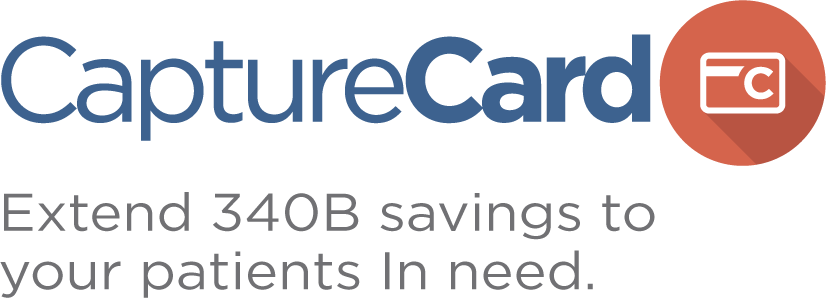 CaptureCard
C
Extend 340B savings to
your patients In need.